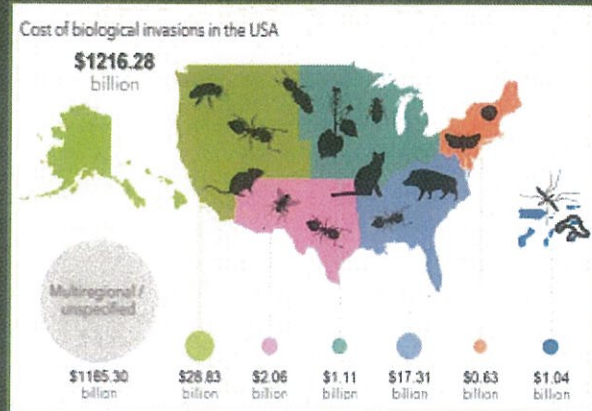 Cost of biological invasions in the USA
$1216.28
billion
Multiregional /
unspecified
$1165.30 $28.83 $2.06 $1.11 $17.31 $0.63 $1.04
billion billion billion billion billion billion billion